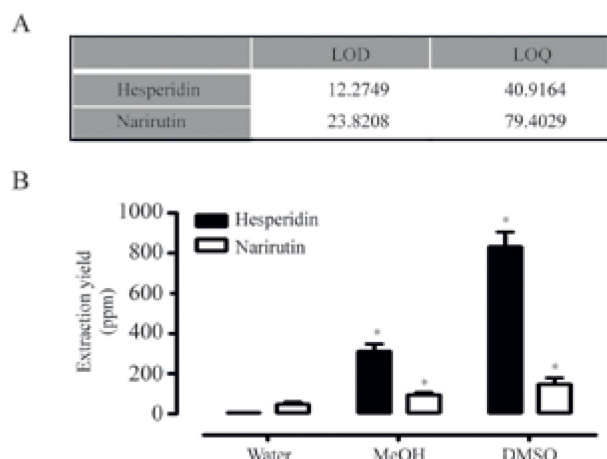 A
LOD LOQ
Hesperidin 12.2749 40.9164
Narirutin 23.8208 79.4029
B
Hesperidin
Narirutin
Extraction yield
(ppm)
1000
800
600
400
200
0
* *
* *
Water MeOH DMSO